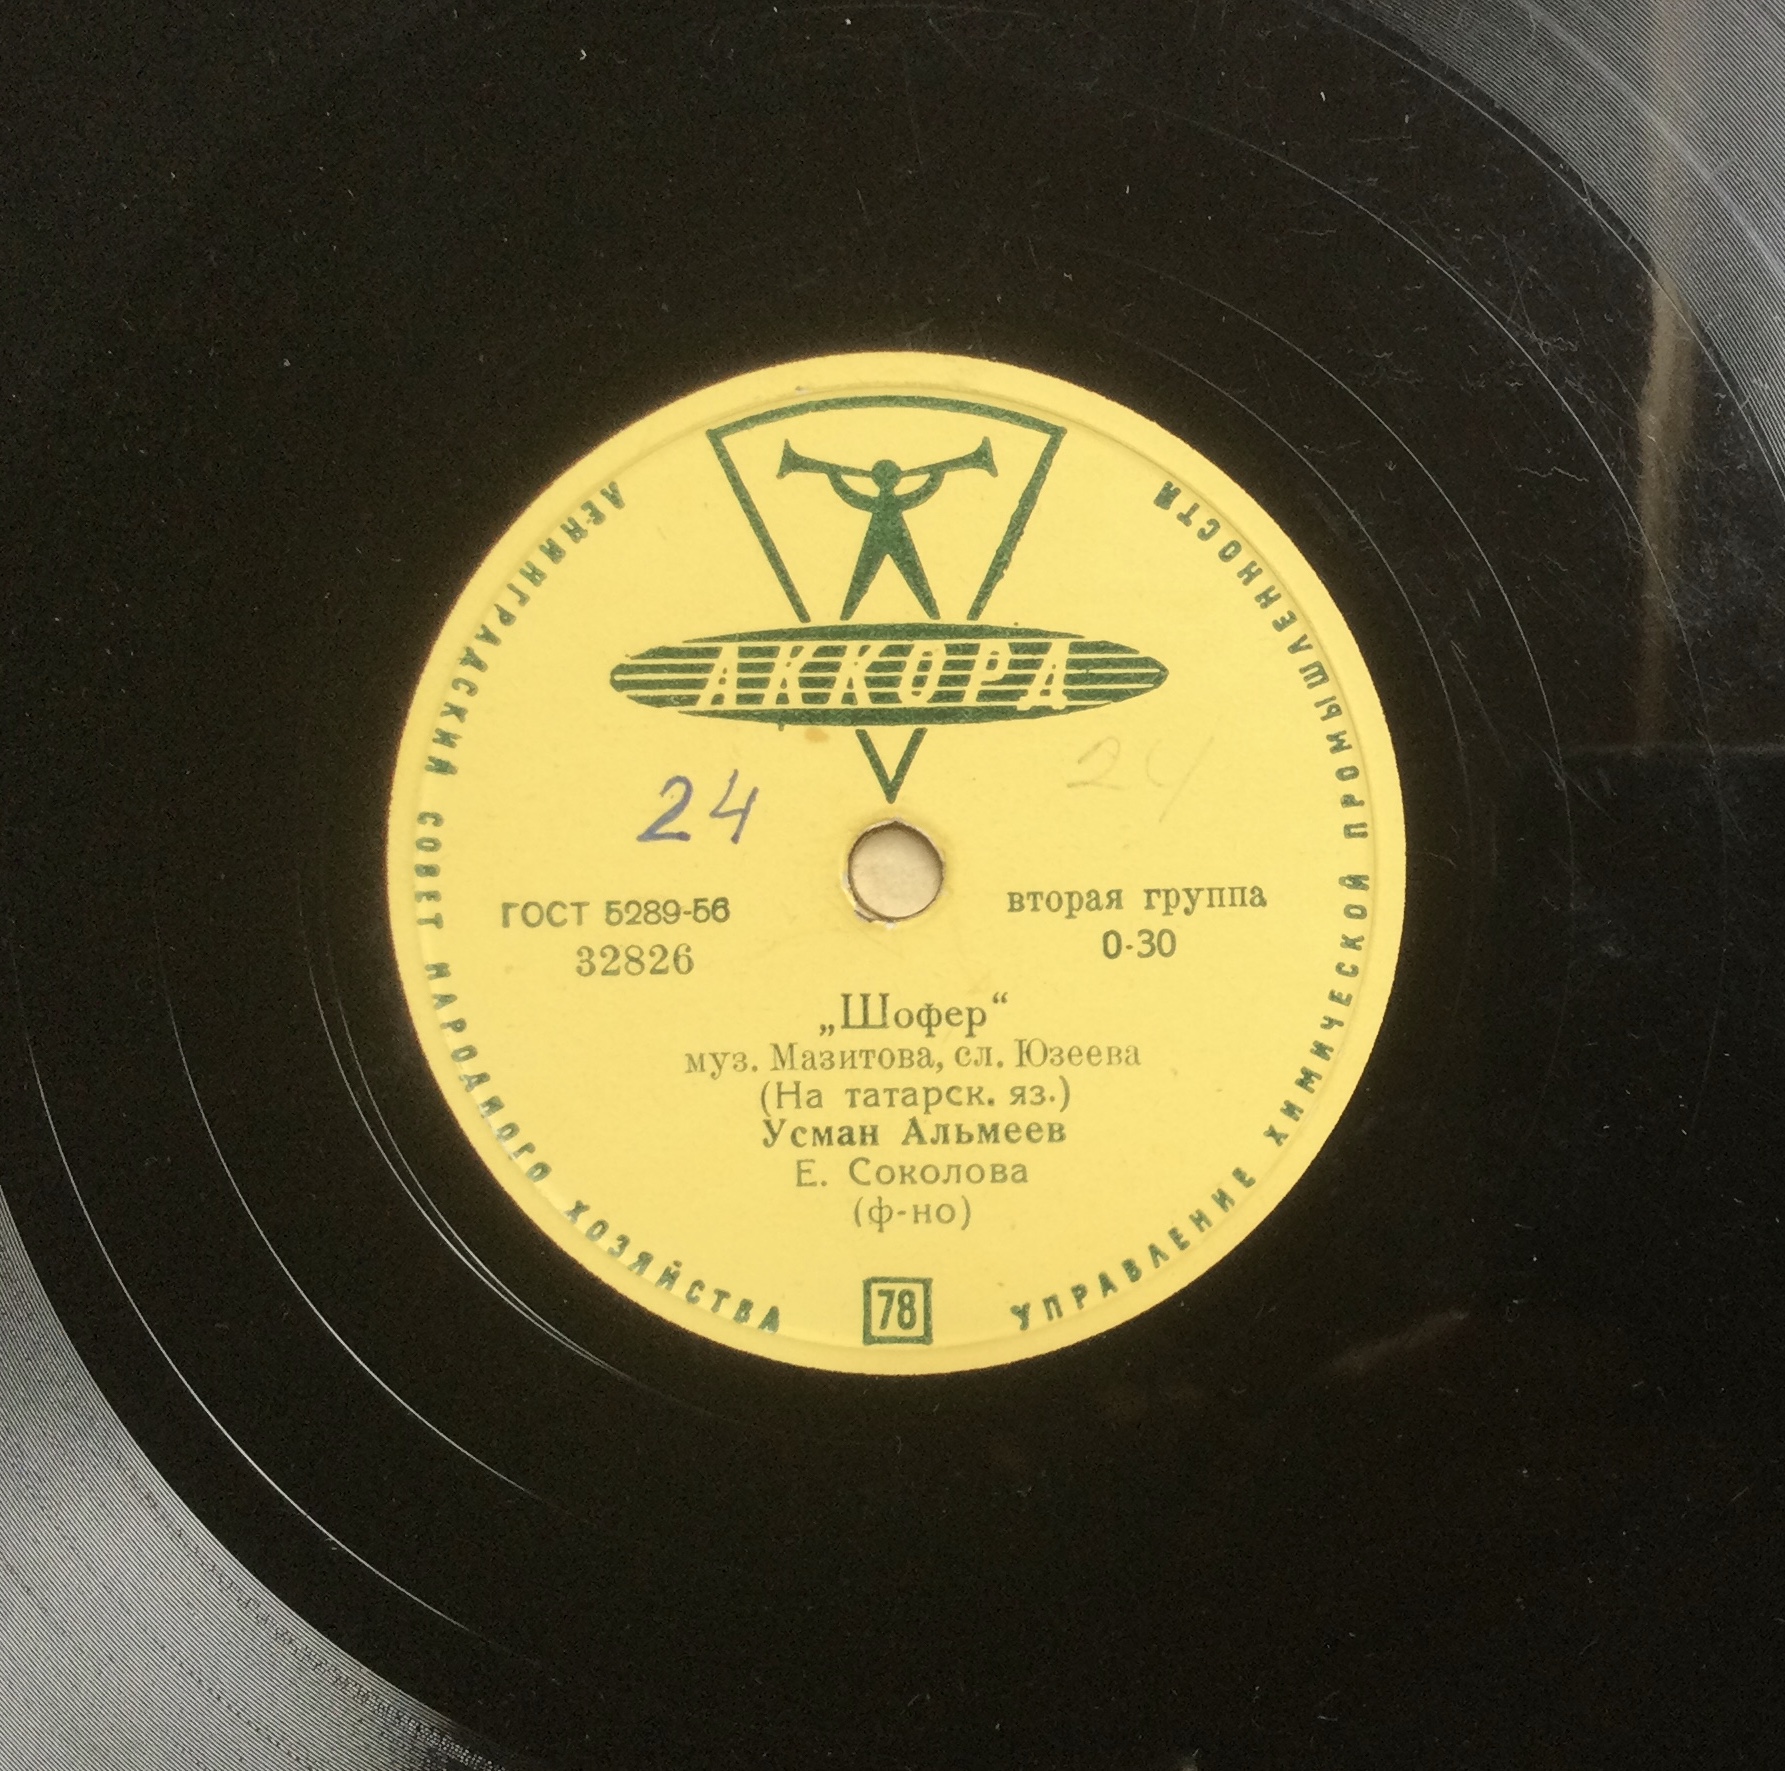 АККОРД
ЛЕНИНГРАДСКИЙ СОВЕТ НАРОДНОГО ХОЗЯЙСТВА
УПРАВЛЕНИЕ ХИМИЧЕСКОЙ ПРОМЫШЛЕННОСТИ
24
24
ГОСТ 5289-56
32826
вторая группа
0-30
„Шофер“
муз. Мазитова, сл. Юзеева
(На татарск. яз.)
Усман Альмеев
Е. Соколова
(ф-но)
78